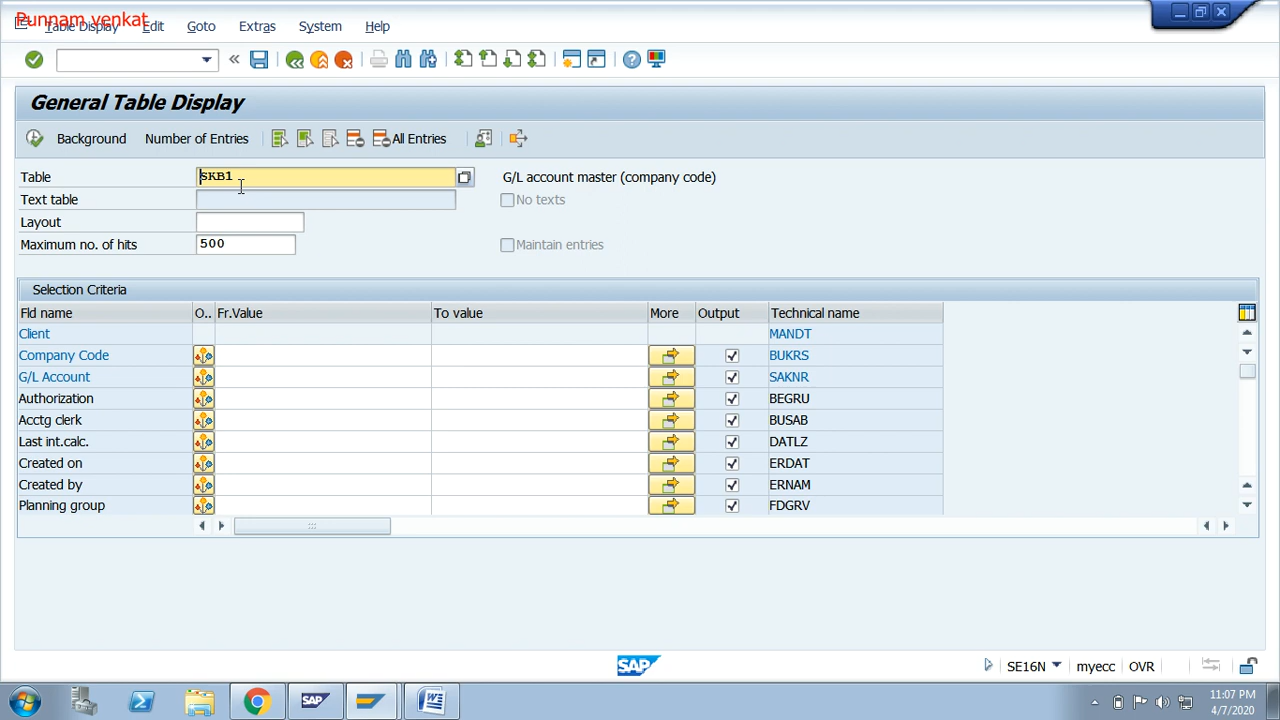 Punnam venkat
Table Display Edit Goto Extras System Help
General Table Display
Background Number of Entries All Entries
Table SKB1 G/L account master (company code)
Text table No texts
Layout
Maximum no. of hits 500 Maintain entries
Selection Criteria
Fld name O.. Fr.Value To value More Output Technical name
Client MANDT
Company Code BUKRS
G/L Account SAKNR
Authorization BEGRU
Acctg clerk BUSAB
Last int.calc. DATLZ
Created on ERDAT
Created by ERNAM
Planning group FDGRV
SAP SE16N myecc OVR
SAP
11:07 PM
4/7/2020